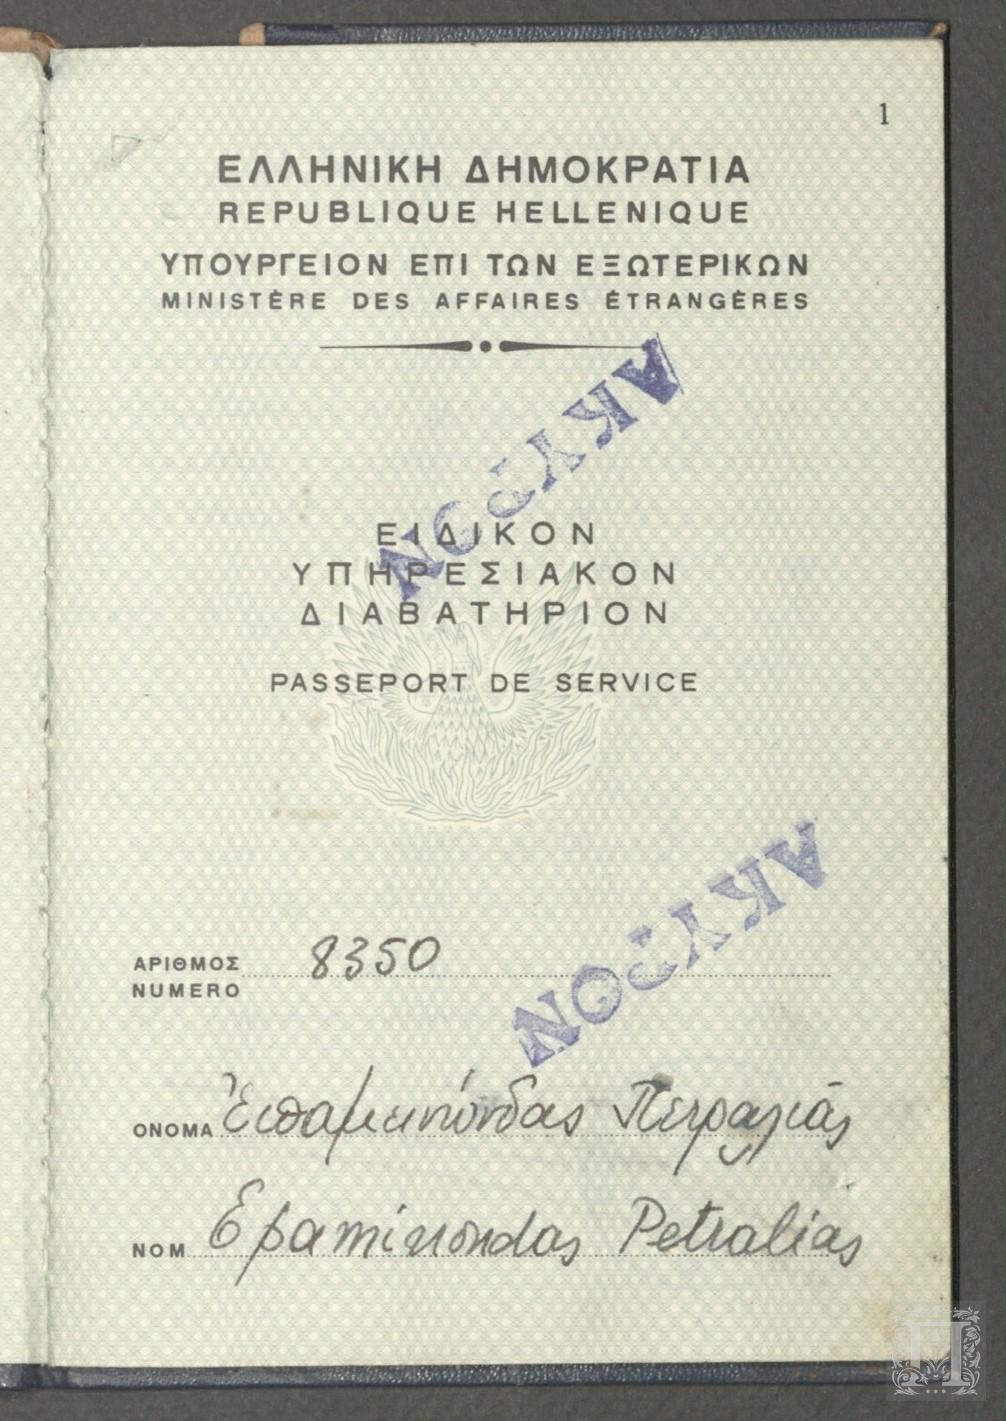 1
ΕΛΛΗΝΙΚΗ ΔΗΜΟΚΡΑΤΙΑ
REPUBLIQUE HELLENIQUE
ΥΠΟΥΡΓΕΙΟΝ ΕΠΙ ΤΩΝ ΕΞΩΤΕΡΙΚΩΝ
MINISTÈRE DES AFFAIRES ÉTRANGÈRES
ΑΚΥΡΟΝ
ΕΙΔΙΚΟΝ
ΥΠΗΡΕΣΙΑΚΟΝ
ΔΙΑΒΑΤΗΡΙΟΝ
PASSEPORT DE SERVICE
ΑΚΥΡΟΝ
ΑΡΙΘΜΟΣ 8350
NUMERO
ΟΝΟΜΑ Ἐπαμεινώνδας Πετραλιάς
NOM Epaminondas Petralias